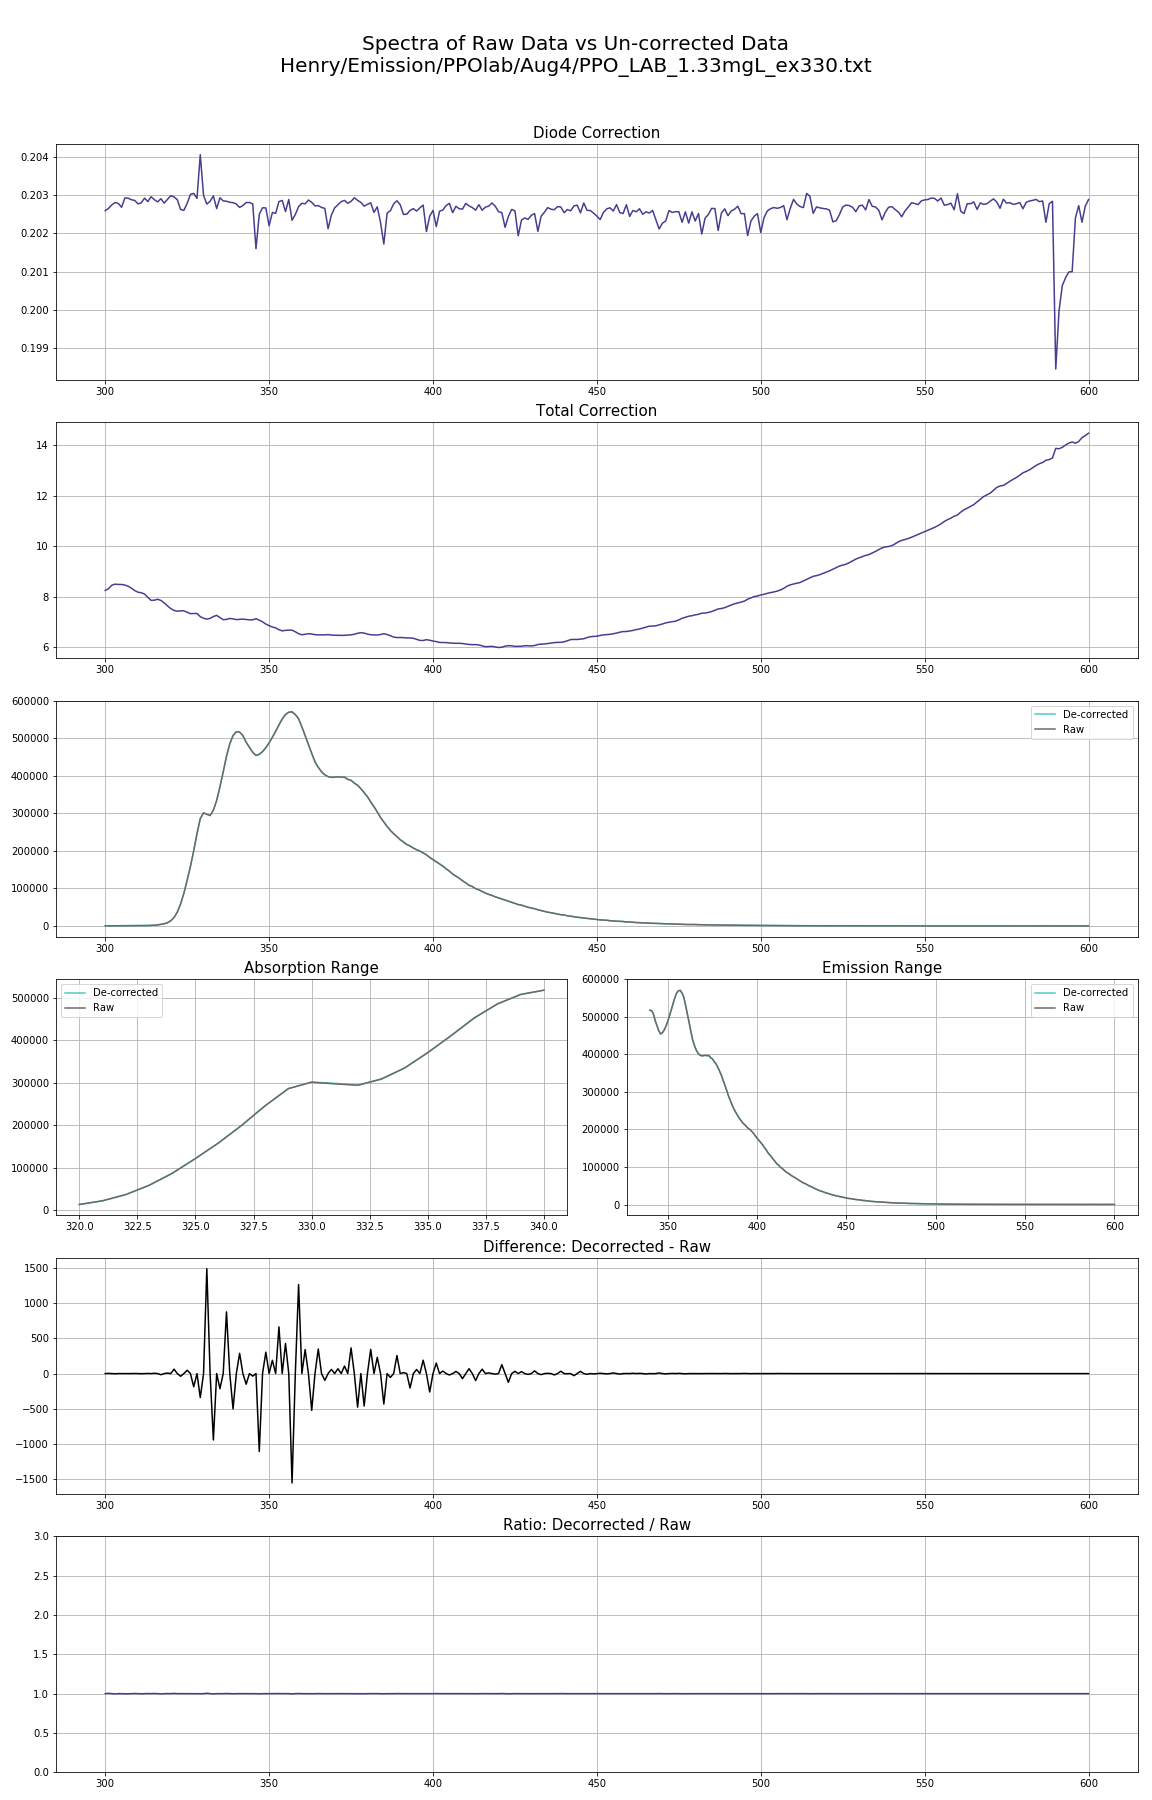 Spectra of Raw Data vs Un-corrected Data
Henry/Emission/PPOlab/Aug4/PPO_LAB_1.33mgL_ex330.txt
Diode Correction
0.204
0.203
0.202
0.201
0.200
0.199
300 350 400 450 500 550 600
Total Correction
14
12
10
8
6
300 350 400 450 500 550 600
600000
500000
400000
300000
200000
100000
0
De-corrected
Raw
300 350 400 450 500 550 600
Absorption Range
500000
400000
300000
200000
100000
0
De-corrected
Raw
320.0 322.5 325.0 327.5 330.0 332.5 335.0 337.5 340.0
Emission Range
600000
500000
400000
300000
200000
100000
0
De-corrected
Raw
350 400 450 500 550 600
Difference: Decorrected - Raw
1500
1000
500
0
−500
−1000
−1500
300 350 400 450 500 550 600
Ratio: Decorrected / Raw
3.0
2.5
2.0
1.5
1.0
0.5
0.0
300 350 400 450 500 550 600